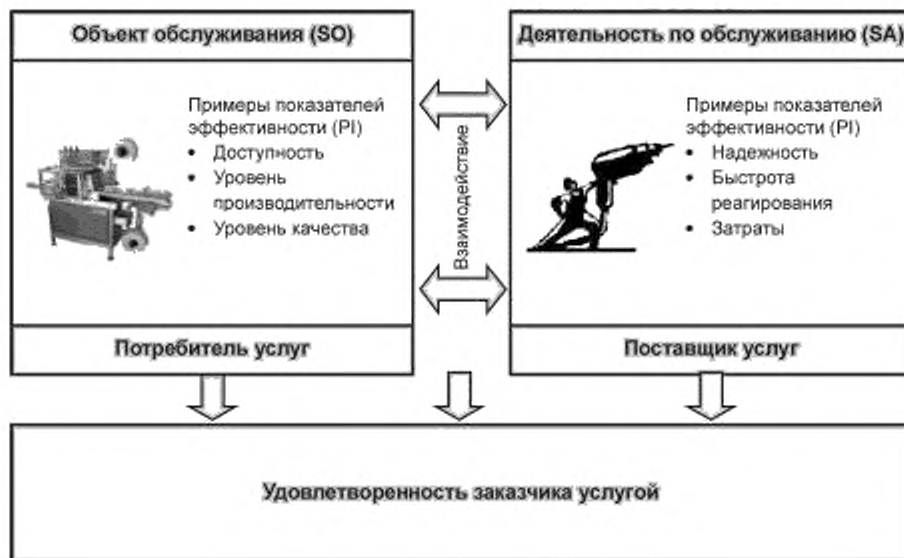 Объект обслуживания (SO)
Примеры показателей
эффективности (PI)
• Доступность
• Уровень
производительности
• Уровень качества
Потребитель услуг
Взаимодействие
Деятельность по обслуживанию (SA)
Примеры показателей
эффективности (PI)
• Надежность
• Быстрота
реагирования
• Затраты
Поставщик услуг
Удовлетворенность заказчика услугой